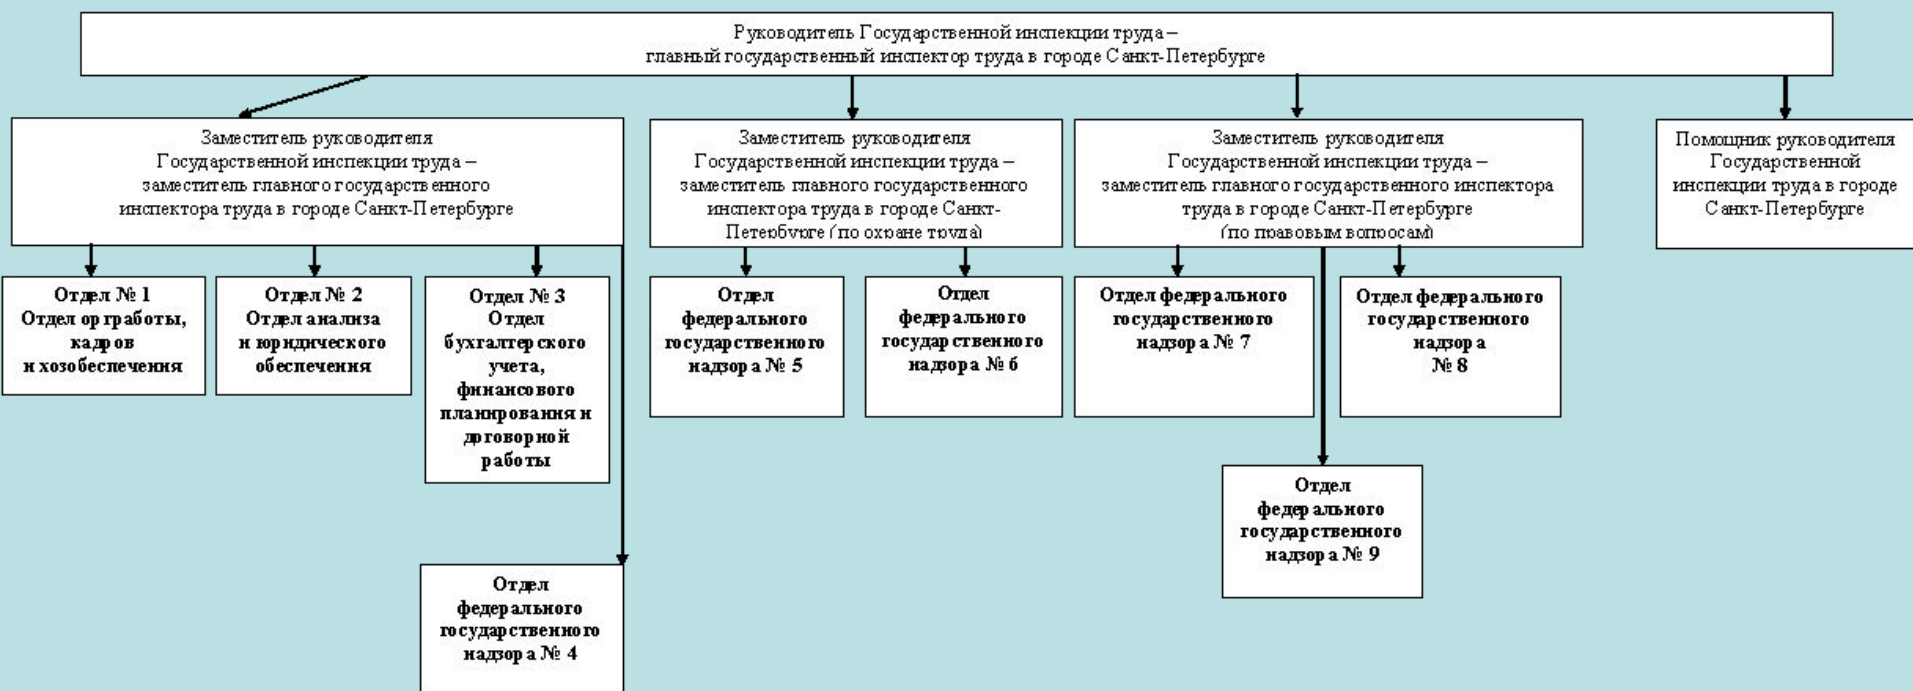 Руководитель Государственной инспекции труда –
главный государственный инспектор труда в городе Санкт-Петербурге
Заместитель руководителя
Государственной инспекции труда –
заместитель главного государственного
инспектора труда в городе Санкт-Петербурге
Заместитель руководителя
Государственной инспекции труда –
заместитель главного государственного
инспектора труда в городе Санкт-
Петербурге (по охране труда)
Заместитель руководителя
Государственной инспекции труда –
заместитель главного государственного инспектора
труда в городе Санкт-Петербурге
(по правовым вопросам)
Помощник руководителя
Государственной
инспекции труда в городе
Санкт-Петербурге
Отдел № 1
Отдел оргработы,
кадров
и хозобеспечения
Отдел № 2
Отдел анализа
и юридического
обеспечения
Отдел № 3
Отдел
бухгалтерского
учета,
финансового
планирования и
договорной
работы
Отдел
федерального
государственного
надзора № 4
Отдел
федерального
государственного
надзора № 5
Отдел
федерального
государственного
надзора № 6
Отдел федерального
государственного
надзора № 7
Отдел федерального
государственного
надзора
№ 8
Отдел
федерального
государственного
надзора № 9